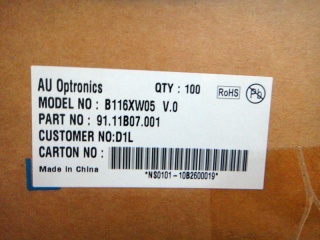 AU Optronics QTY : 100 RoHS Pb
MODEL NO : B116XW05 V.0
PART NO : 91.11B07.001
CUSTOMER NO:D1L
CARTON NO :
*NS0101-10B2600019*
Made in China